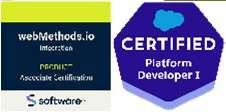 webMethods.io
Integration
PRODUCT
Associate Certification
software
CERTIFIED
Platform
Developer I